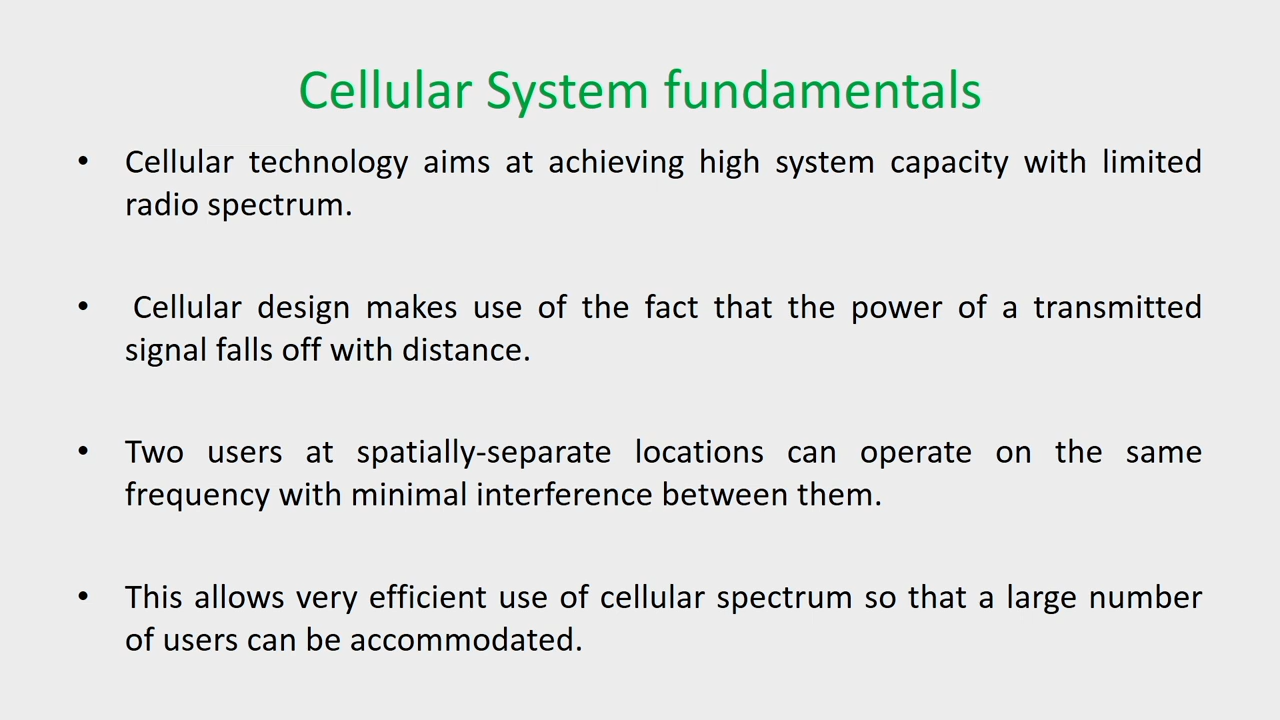 Cellular System fundamentals
• Cellular technology aims at achieving high system capacity with limited
radio spectrum.
• Cellular design makes use of the fact that the power of a transmitted
signal falls off with distance.
• Two users at spatially-separate locations can operate on the same
frequency with minimal interference between them.
• This allows very efficient use of cellular spectrum so that a large number
of users can be accommodated.